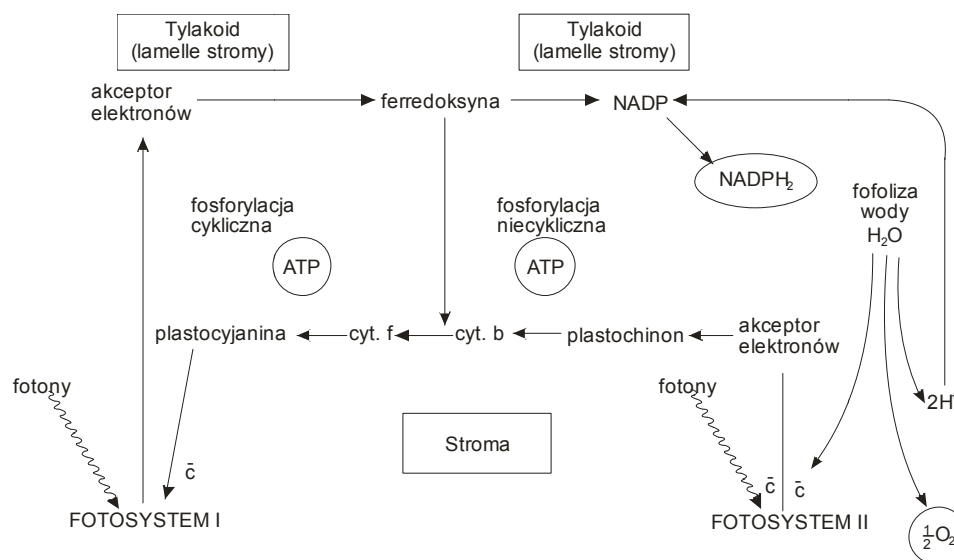 Tylakoid
(lamelle stromy)
Tylakoid
(lamelle stromy)
akceptor
elektronów
ferredoksyna
NADP
NADPH₂
fosforylacja
cykliczna
ATP
fosforylacja
niecykliczna
ATP
fofoliza
wody
H₂O
plastocyjanina
cyt. f
cyt. b
plastochinon
akceptor
elektronów
fotony
fotony
2H
Stroma
c̄
c̄
c̄
FOTOSYSTEM I
FOTOSYSTEM II
½O₂